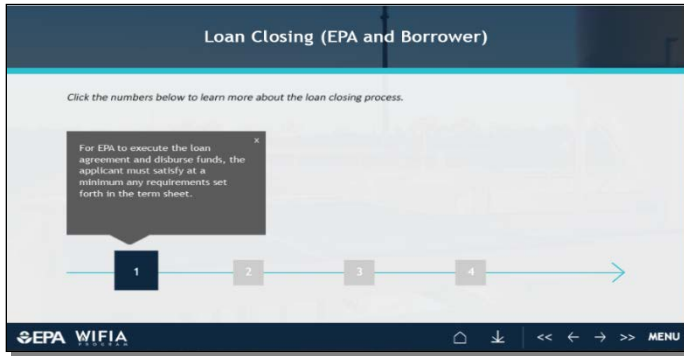 Loan Closing (EPA and Borrower)
Click the numbers below to learn more about the loan closing process.
x
For EPA to execute the loan
agreement and disburse funds, the
applicant must satisfy at a
minimum any requirements set
forth in the term sheet.
1 2 3 4
EPA WIFIA
PROGRAM
<< >> MENU